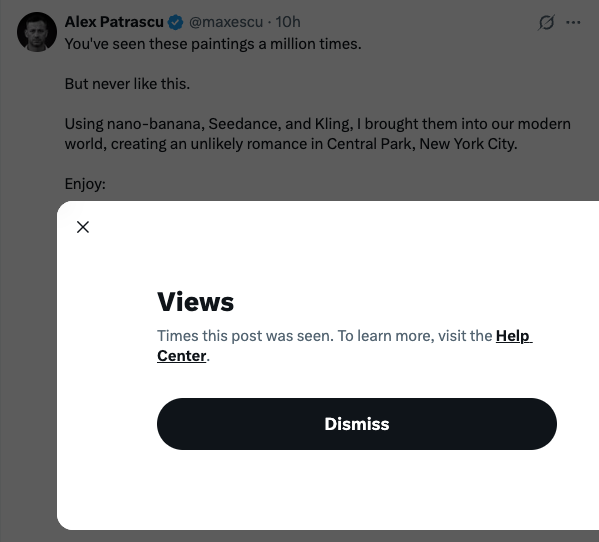 Alex Patrascu @maxescu · 10h
You've seen these paintings a million times.
But never like this.
Using nano-banana, Seedance, and Kling, I brought them into our modern
world, creating an unlikely romance in Central Park, New York City.
Enjoy:
Views
Times this post was seen. To learn more, visit the Help
Center.
Dismiss